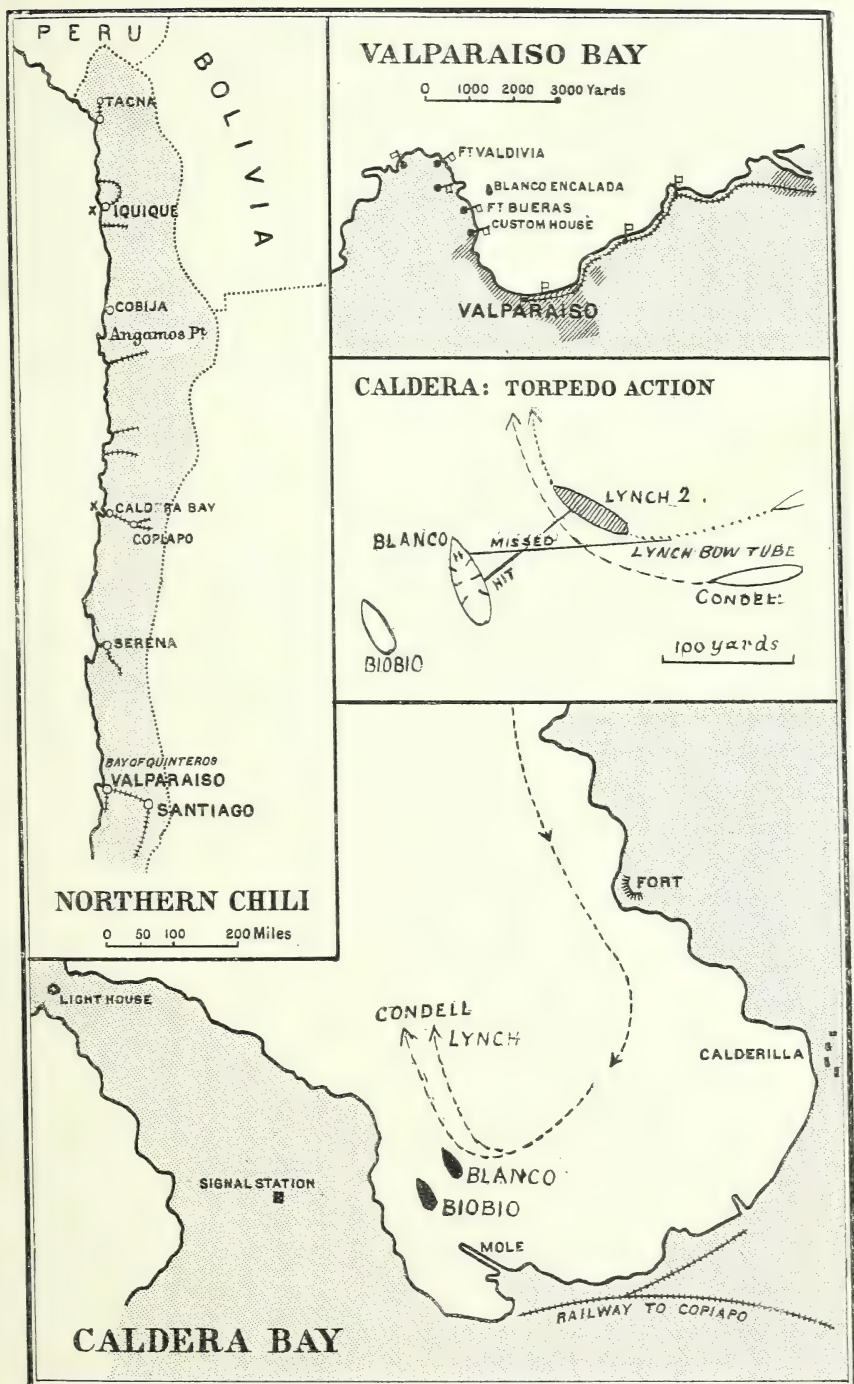 PERU
BOLIVIA
TACNA
IQUIQUE
COBIJA
Angamos Pt.
CALDERA BAY
COPIAPO
SERENA
BAY OF QUINTEROS
VALPARAISO
SANTIAGO
NORTHERN CHILI
0 50 100 200 Miles
VALPARAISO BAY
0 1000 2000 3000 Yards
FT VALDIVIA
BLANCO ENCALADA
FT BUERAS
CUSTOM HOUSE
VALPARAISO
CALDERA: TORPEDO ACTION
LYNCH 2.
BLANCO
MISSED
LYNCH BOW TUBE
HIT
CONDELL
BIOBIO
100 yards
FORT
LIGHT HOUSE
CONDELL
LYNCH
CALDERILLA
SIGNAL STATION
BLANCO
BIOBIO
MOLE
RAILWAY TO COPIAPO
CALDERA BAY